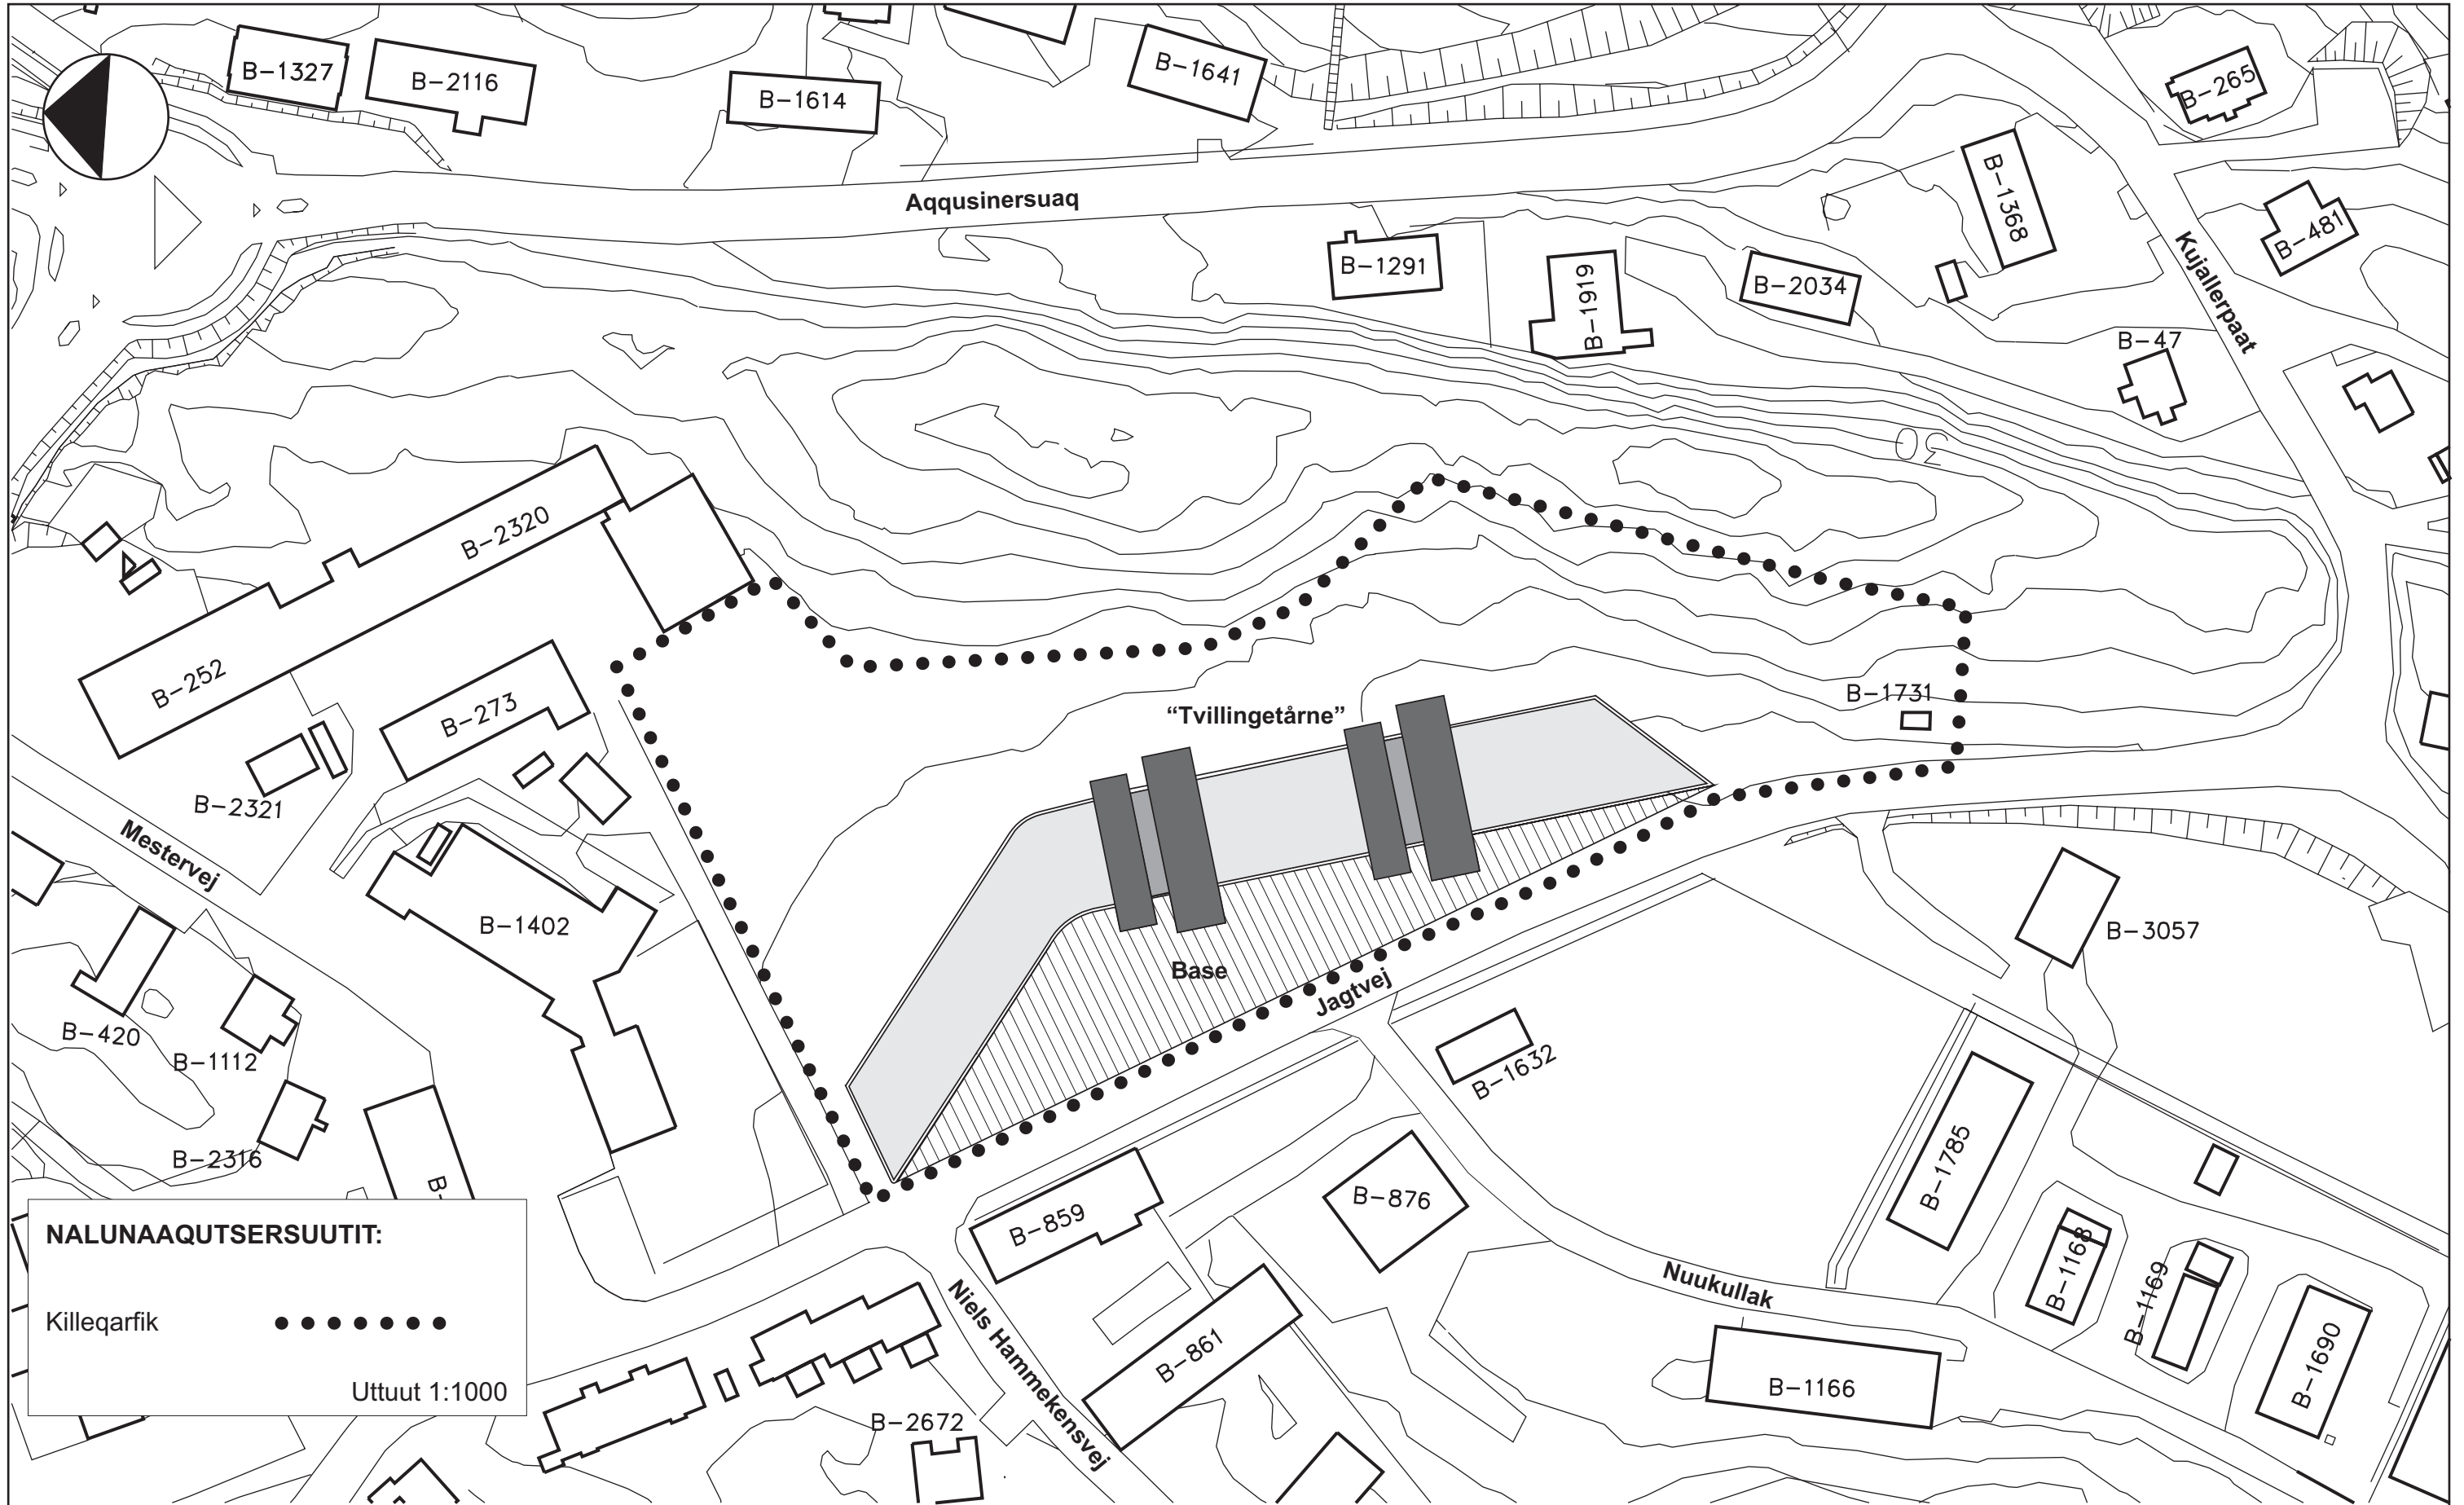 B-1327
B-2116
B-1614
B-1641
B-265
B-1368
B-481
Aqqusinersuaq
Kujallerpaat
B-1291
B-1919
B-2034
B-47
B-2320
B-252
B-273
B-2321
"Tvillingetårne"
B-1731
Mestervej
B-1402
Base
Jagtvej
B-3057
B-420
B-1112
B-1632
B-2316
B-
B-859
B-876
B-1785
B-1168
B-1169
B-1690
Nuukullak
Niels Hammekensvej
B-861
B-1166
B-2672
NALUNAAQUTSERSUUTIT:
Killeqarfik
Uttuut 1:1000